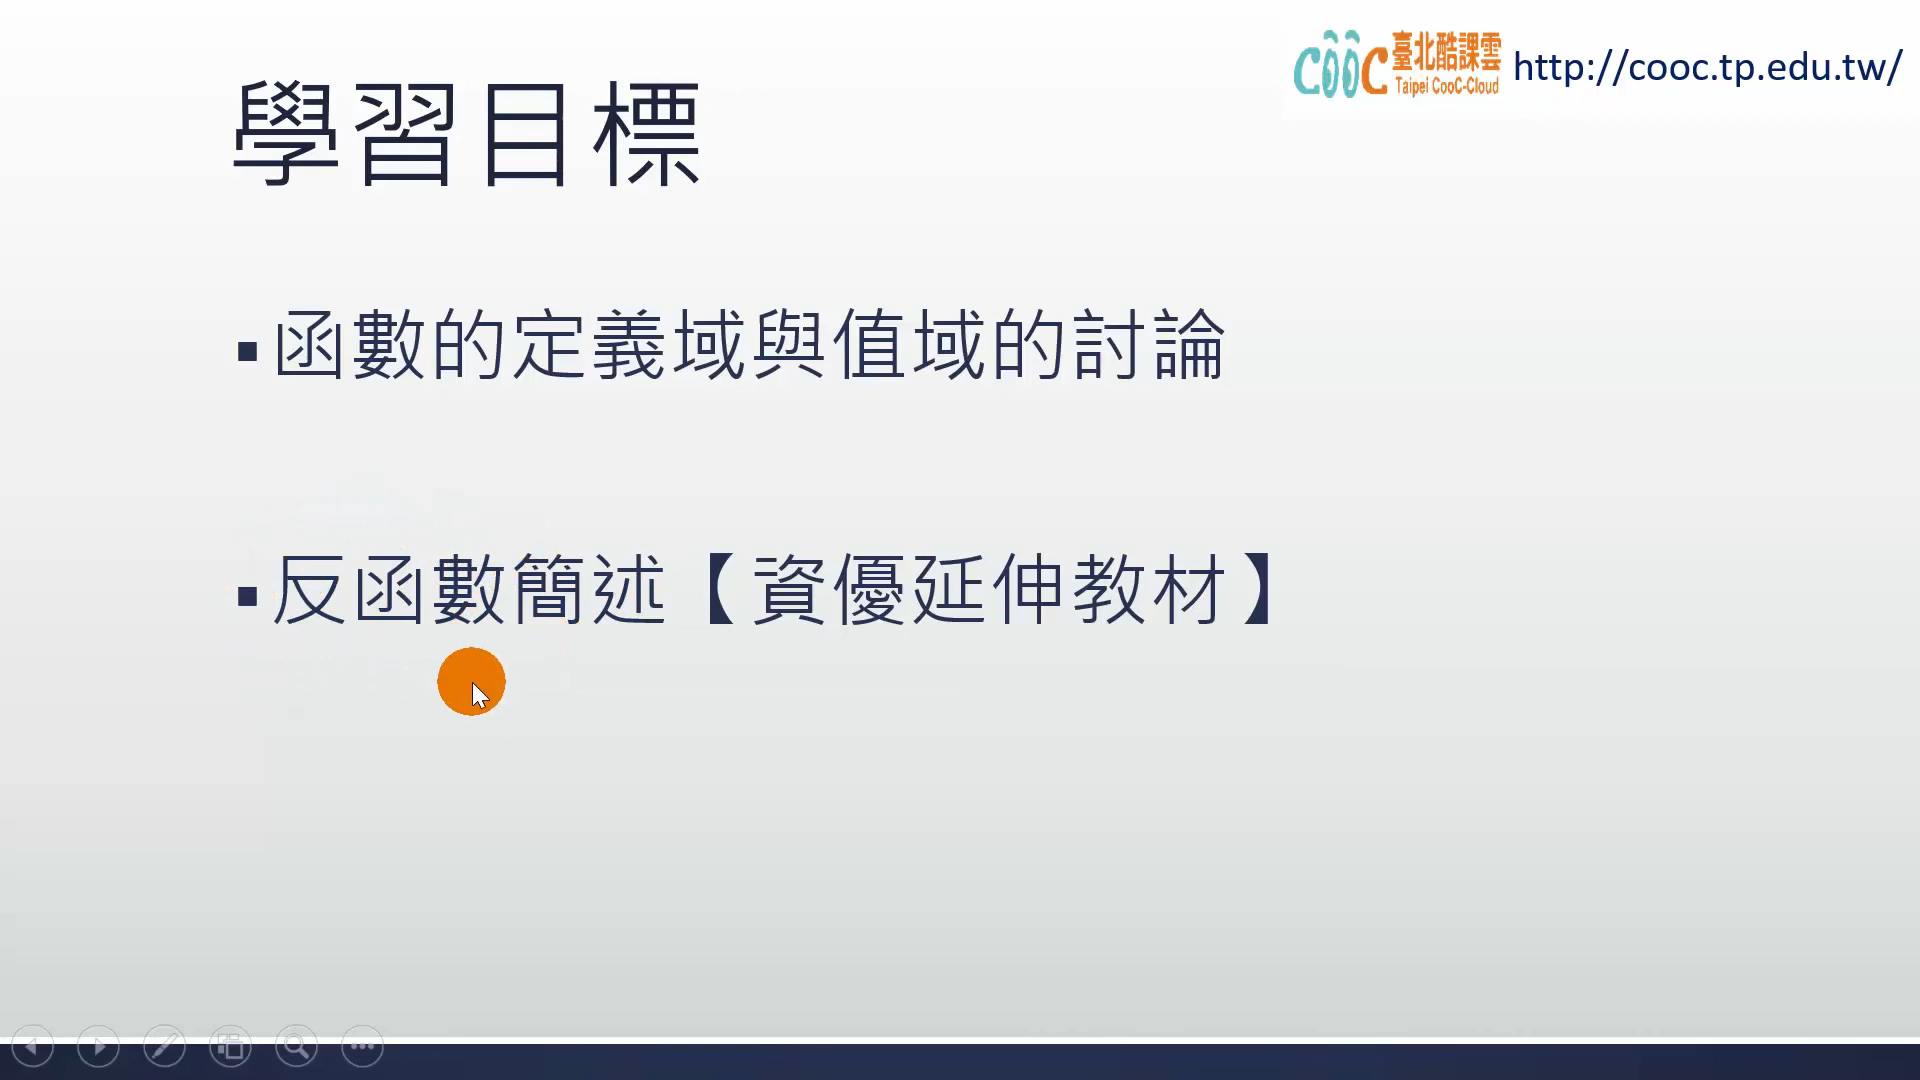 cooc 臺北酷課雲 http://cooc.tp.edu.tw/
Taipei CooC-Cloud
學習目標
▪函數的定義域與值域的討論
▪反函數簡述【資優延伸教材】